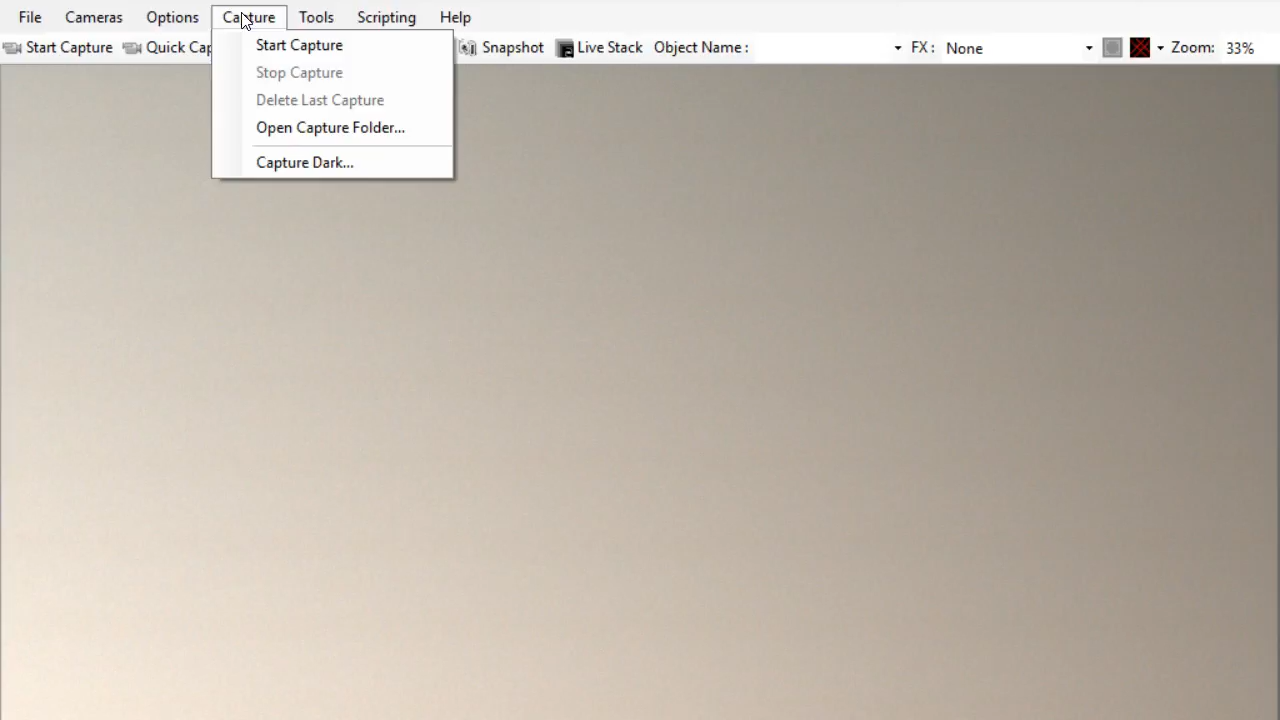 File Cameras Options Capture Tools Scripting Help
Start Capture Quick Cap Snapshot Live Stack Object Name : FX : None Zoom: 33%
Start Capture
Stop Capture
Delete Last Capture
Open Capture Folder...
Capture Dark...